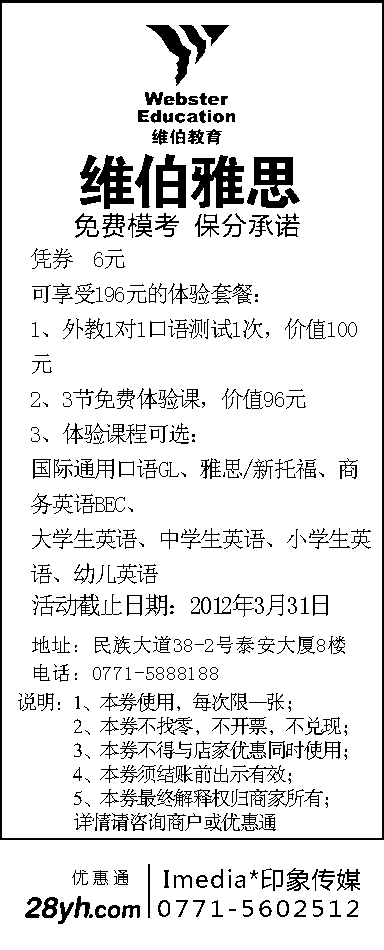 Webster
Education
维伯教育
维伯雅思
免费模考 保分承诺
凭券 6元
可享受196元的体验套餐：
1、外教1对1口语测试1次，价值100
元
2、3节免费体验课，价值96元
3、体验课程可选：
国际通用口语GL、雅思/新托福、商
务英语BEC、
大学生英语、中学生英语、小学生英
语、幼儿英语
活动截止日期：2012年3月31日
地址：民族大道38-2号泰安大厦8楼
电话：0771-5888188
说明：1、本券使用，每次限一张；
2、本券不找零，不开票，不兑现；
3、本券不得与店家优惠同时使用；
4、本券须结账前出示有效；
5、本券最终解释权归商家所有；
详情请咨询商户或优惠通
优惠通
28yh.com
Imedia*印象传媒
0771-5602512